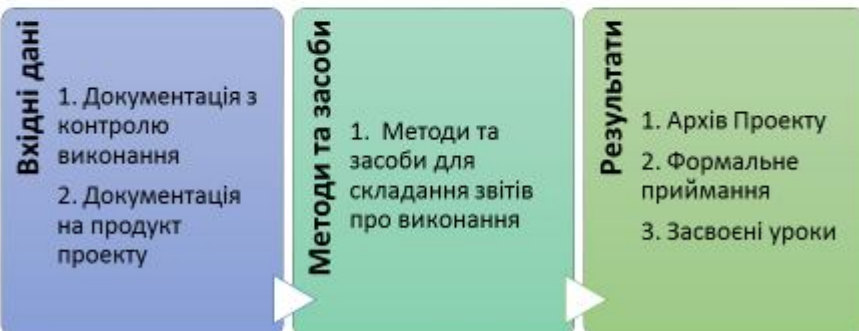 Вхідні дані
1. Документація з
контролю
виконання
2. Документація
на продукт
проекту
Методи та засоби
1. Методи та
засоби для
складання звітів
про виконання
Результати
1. Архів Проекту
2. Формальне
приймання
3. Засвоєні уроки